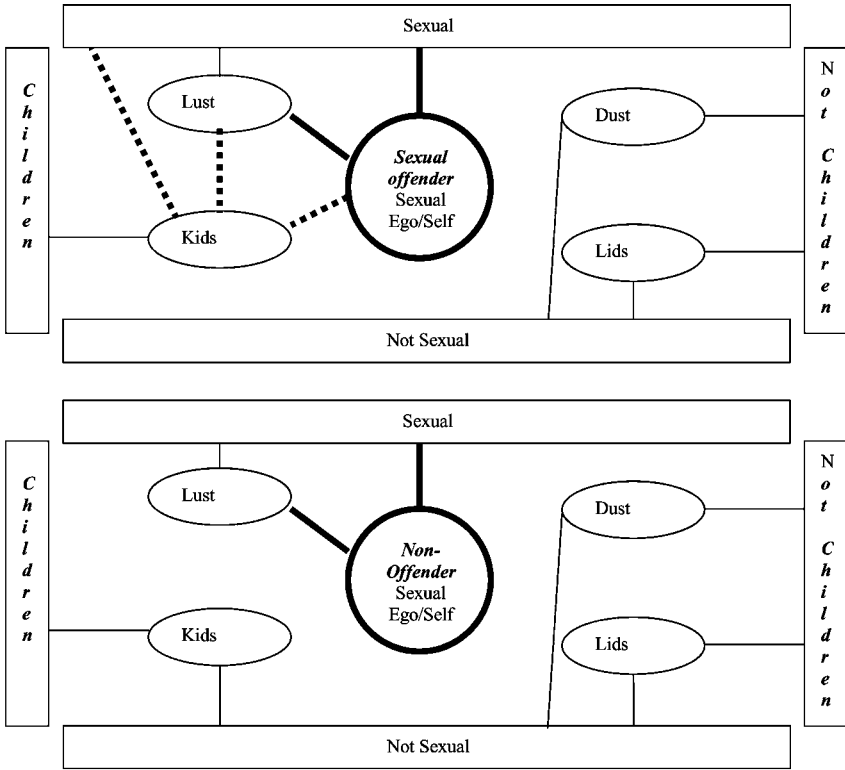 Sexual
Children
Not Children
Lust
Dust
Sexual
offender
Sexual
Ego/Self
Kids
Lids
Not Sexual
Sexual
Children
Not Children
Lust
Dust
Non-
Offender
Sexual
Ego/Self
Kids
Lids
Not Sexual